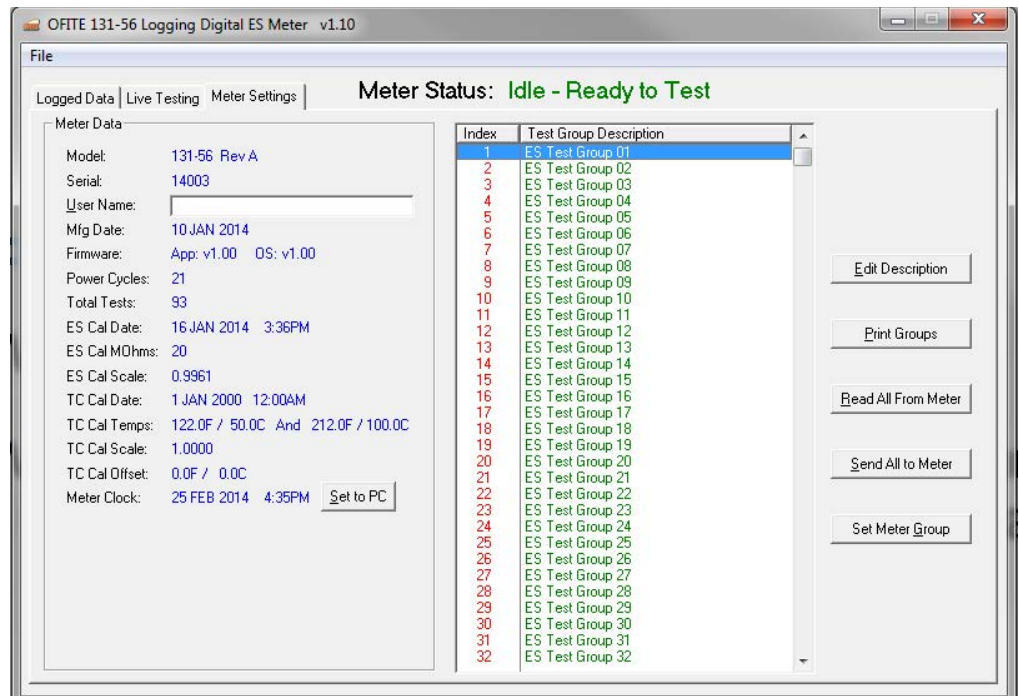 OFITE 131-56 Logging Digital ES Meter v1.10
File
Logged Data Live Testing Meter Settings
Meter Status: Idle - Ready to Test
Meter Data
Model: 131-56 Rev A
Serial: 14003
User Name:
Mfg Date: 10 JAN 2014
Firmware: App: v1.00 OS: v1.00
Power Cycles: 21
Total Tests: 93
ES Cal Date: 16 JAN 2014 3:36PM
ES Cal MOhms: 20
ES Cal Scale: 0.9961
TC Cal Date: 1 JAN 2000 12:00AM
TC Cal Temps: 122.0F / 50.0C And 212.0F / 100.0C
TC Cal Scale: 1.0000
TC Cal Offset: 0.0F / 0.0C
Meter Clock: 25 FEB 2014 4:35PM Set to PC
Index Test Group Description
1 ES Test Group 01
2 ES Test Group 02
3 ES Test Group 03
4 ES Test Group 04
5 ES Test Group 05
6 ES Test Group 06
7 ES Test Group 07
8 ES Test Group 08
9 ES Test Group 09
10 ES Test Group 10
11 ES Test Group 11
12 ES Test Group 12
13 ES Test Group 13
14 ES Test Group 14
15 ES Test Group 15
16 ES Test Group 16
17 ES Test Group 17
18 ES Test Group 18
19 ES Test Group 19
20 ES Test Group 20
21 ES Test Group 21
22 ES Test Group 22
23 ES Test Group 23
24 ES Test Group 24
25 ES Test Group 25
26 ES Test Group 26
27 ES Test Group 27
28 ES Test Group 28
29 ES Test Group 29
30 ES Test Group 30
31 ES Test Group 31
32 ES Test Group 32
Edit Description
Print Groups
Read All From Meter
Send All to Meter
Set Meter Group